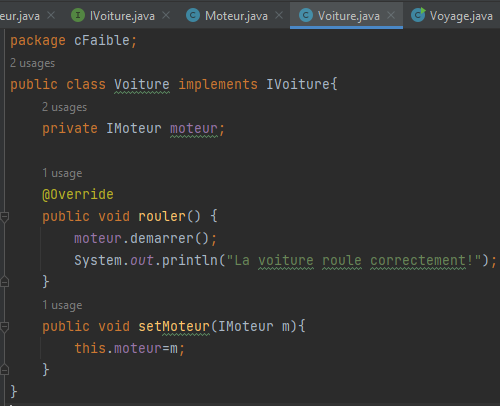 eur.java IVoiture.java Moteur.java Voiture.java Voyage.java
package cFaible;
2 usages
public class Voiture implements IVoiture{
2 usages
private IMoteur moteur;
1 usage
@Override
public void rouler() {
moteur.demarrer();
System.out.println("La voiture roule correctement!");
}
1 usage
public void setMoteur(IMoteur m){
this.moteur=m;
}
}